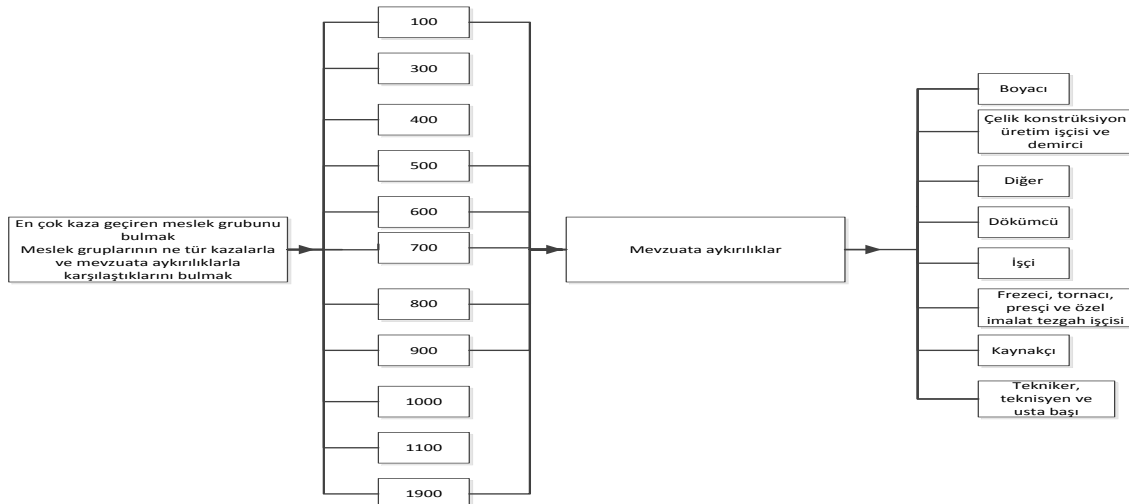 En çok kaza geçiren meslek grubunu
bulmak
Meslek gruplarının ne tür kazalarla
ve mevzuata aykırılıklarla
karşılaştıklarını bulmak
100
300
400
500
600
700
800
900
1000
1100
1900
Mevzuata aykırılıklar
Boyacı
Çelik konstrüksiyon
üretim işçisi ve
demirci
Diğer
Dökümcü
İşçi
Frezeci, tornacı,
presçi ve özel
imalat tezgah işçisi
Kaynakçı
Tekniker,
teknisyen ve
usta başı